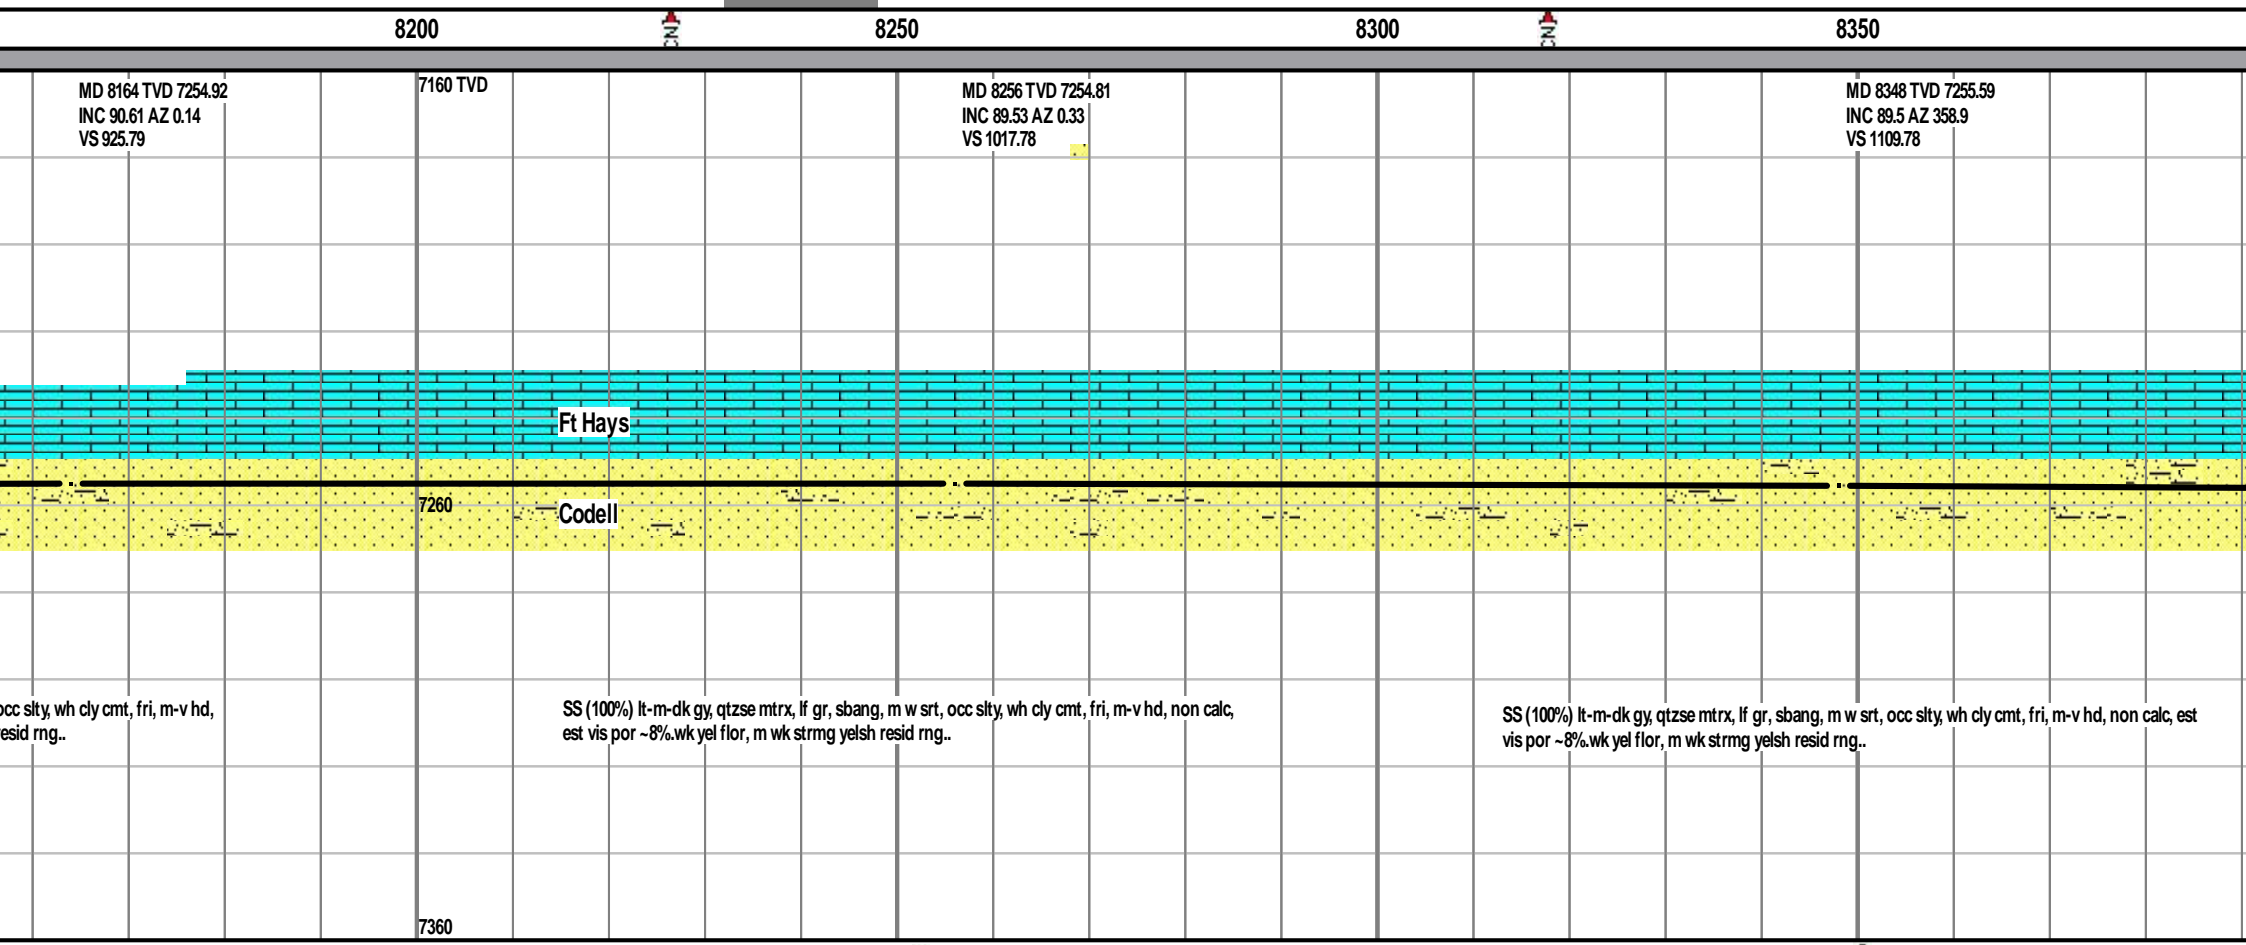 8200
CN
8250
8300
CN
8350
MD 8164 TVD 7254.92
INC 90.61 AZ 0.14
VS 925.79
7160 TVD
MD 8256 TVD 7254.81
INC 89.53 AZ 0.33
VS 1017.78
MD 8348 TVD 7255.59
INC 89.5 AZ 358.9
VS 1109.78
Ft Hays
7260
Codell
occ slty, wh cly cmt, fri, m-v hd,
esid rng..
SS (100%) lt-m-dk gy, qtzse mtrx, lf gr, sbang, m w srt, occ slty, wh cly cmt, fri, m-v hd, non calc,
est vis por ~8%.wk yel flor, m wk strmg yelsh resid rng..
SS (100%) lt-m-dk gy, qtzse mtrx, lf gr, sbang, m w srt, occ slty, wh cly cmt, fri, m-v hd, non calc, est
vis por ~8%.wk yel flor, m wk strmg yelsh resid rng..
7360